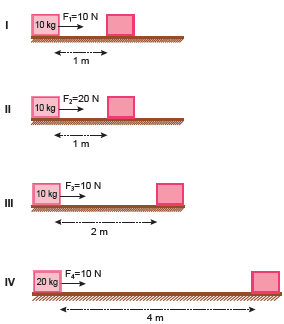 I
F₁=10 N
10 kg
1 m
II
F₂=20 N
10 kg
1 m
III
F₃=10 N
10 kg
2 m
IV
F₄=10 N
20 kg
4 m